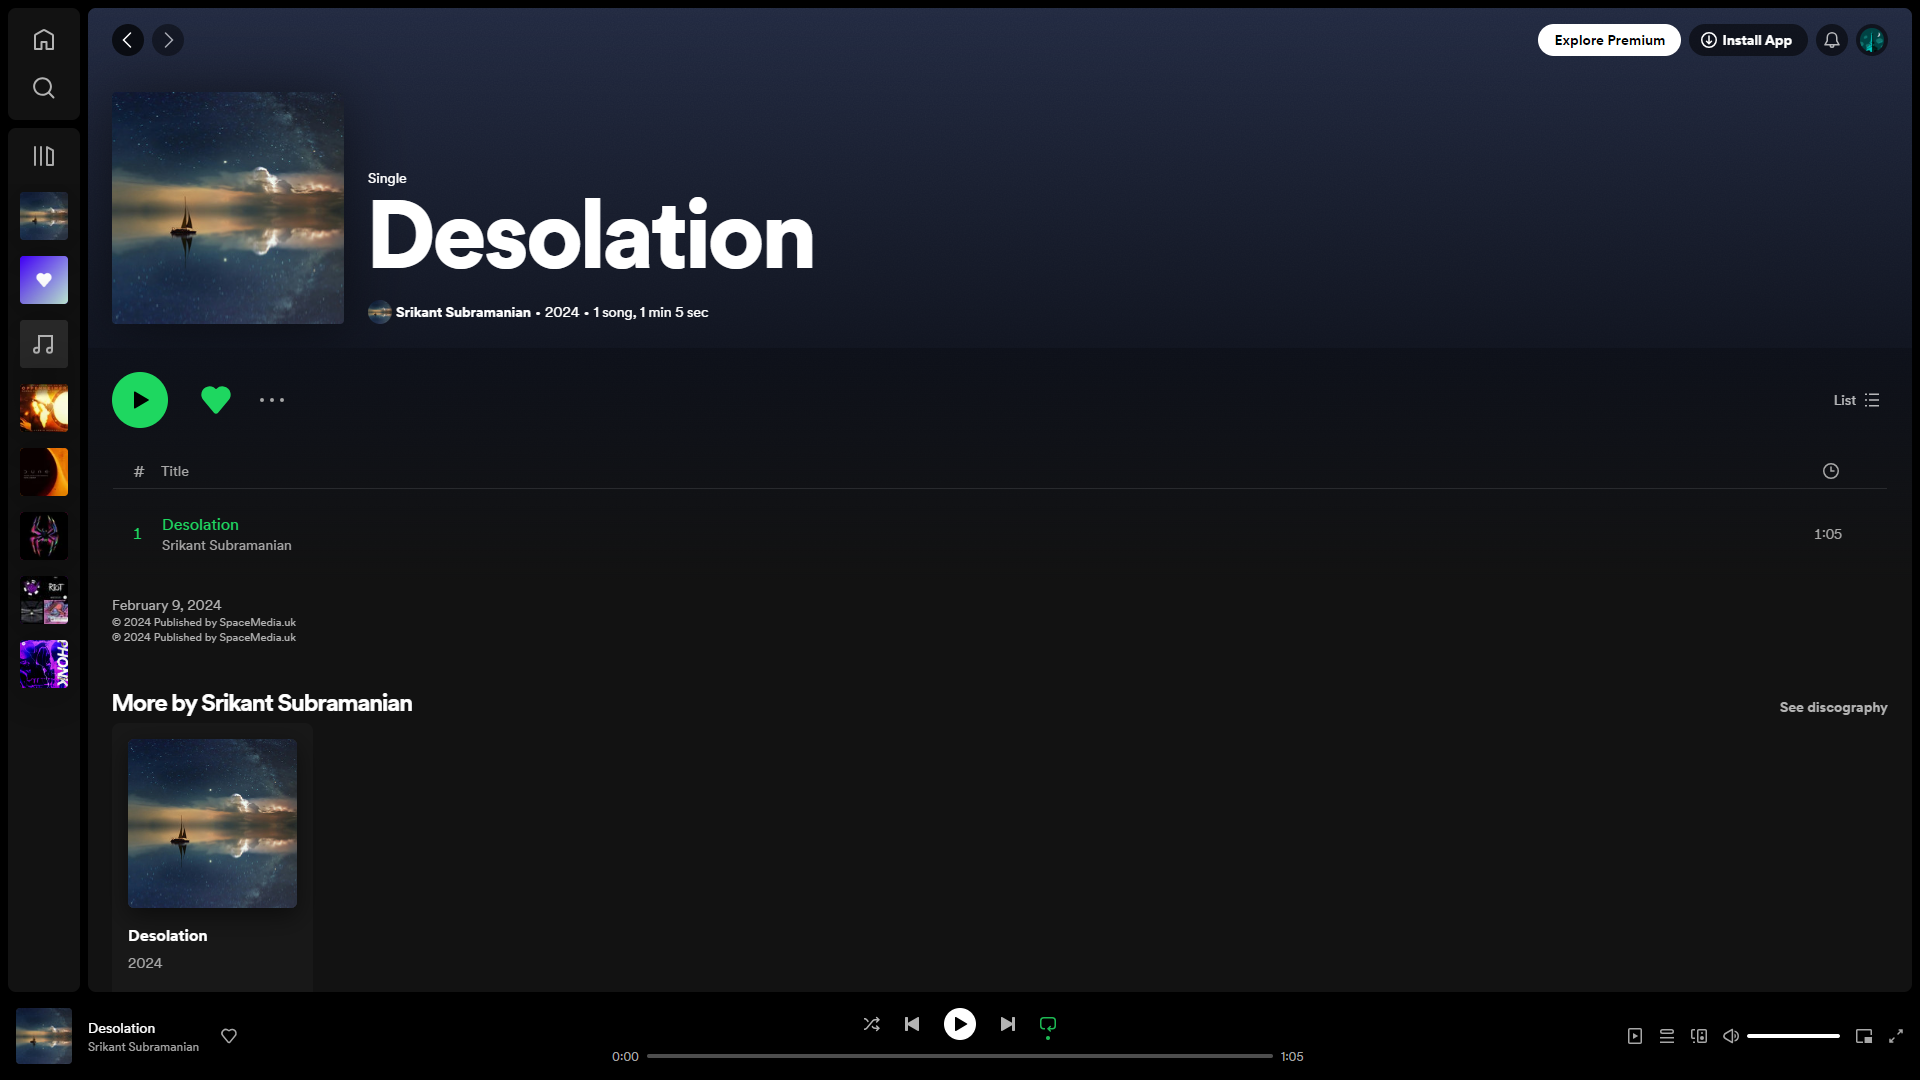 Explore Premium
Install App
Single
Desolation
Srikant Subramanian • 2024 • 1 song, 1 min 5 sec
List
# Title
1
Desolation
Srikant Subramanian
1:05
February 9, 2024
© 2024 Published by SpaceMedia.uk
℗ 2024 Published by SpaceMedia.uk
More by Srikant Subramanian
See discography
Desolation
2024
PHONK
Desolation
Srikant Subramanian
0:00
1:05